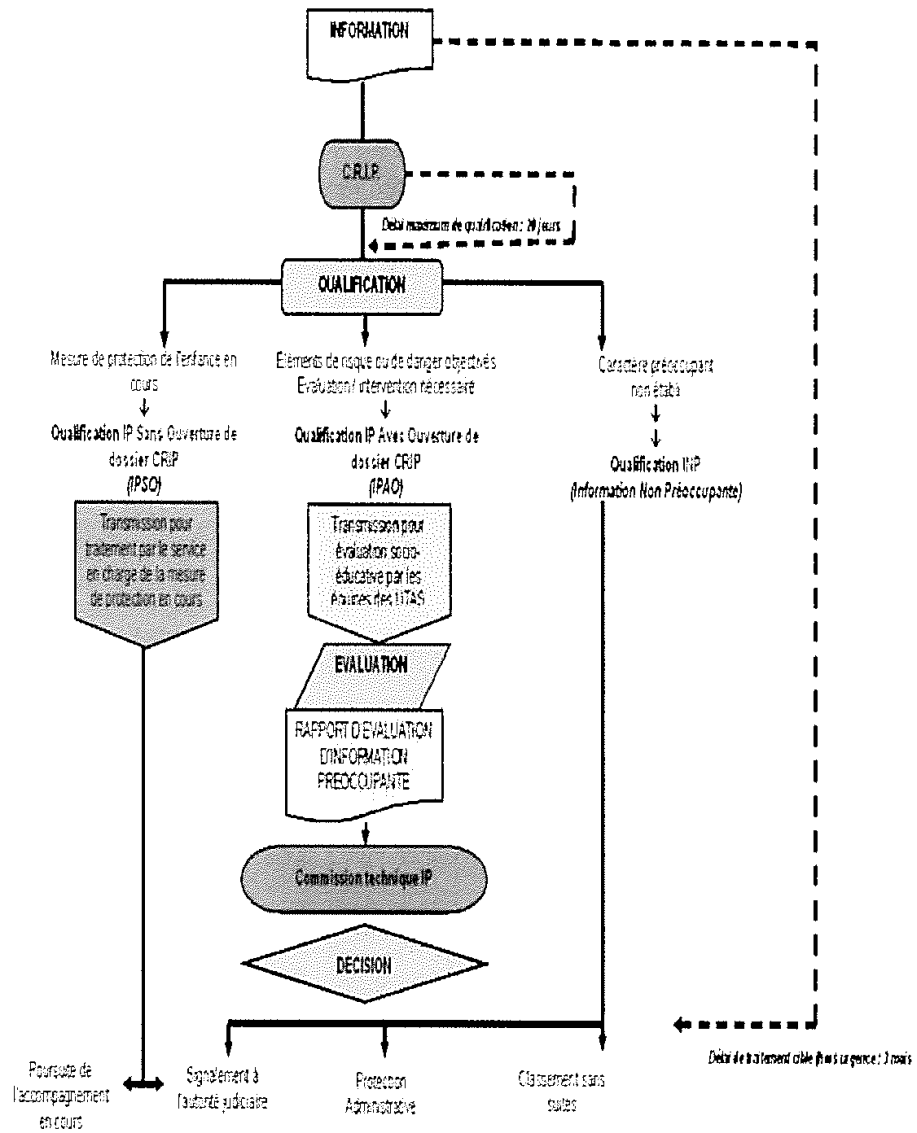 INFORMATION
C.R.I.P.
Délai maximum de qualification : 20 jours
QUALIFICATION
Mesure de protection de l'enfance en
cours
Qualification IP Sans Ouverture de
dossier CRIP
(IPSO)
Transmission pour
traitement par le service
en charge de la mesure
de protection en cours
Eléments de risque ou de danger objectivés
Evaluation / intervention nécessaire
Qualification IP Avec Ouverture de
dossier CRIP
(IPAO)
Transmission pour
évaluation socio-
éducative par les
équipes des UTAS
Caractère préoccupant
non établi
Qualification INP
(Information Non Préoccupante)
EVALUATION
RAPPORT D'EVALUATION
D'INFORMATION
PREOCCUPANTE
Commission technique IP
DECISION
Délai de traitement cible (hors urgence : 3 mois
Poursuite de
l'accompagnement
en cours
Signalement à
l'autorité judiciaire
Protection
Administrative
Classement sans
suites